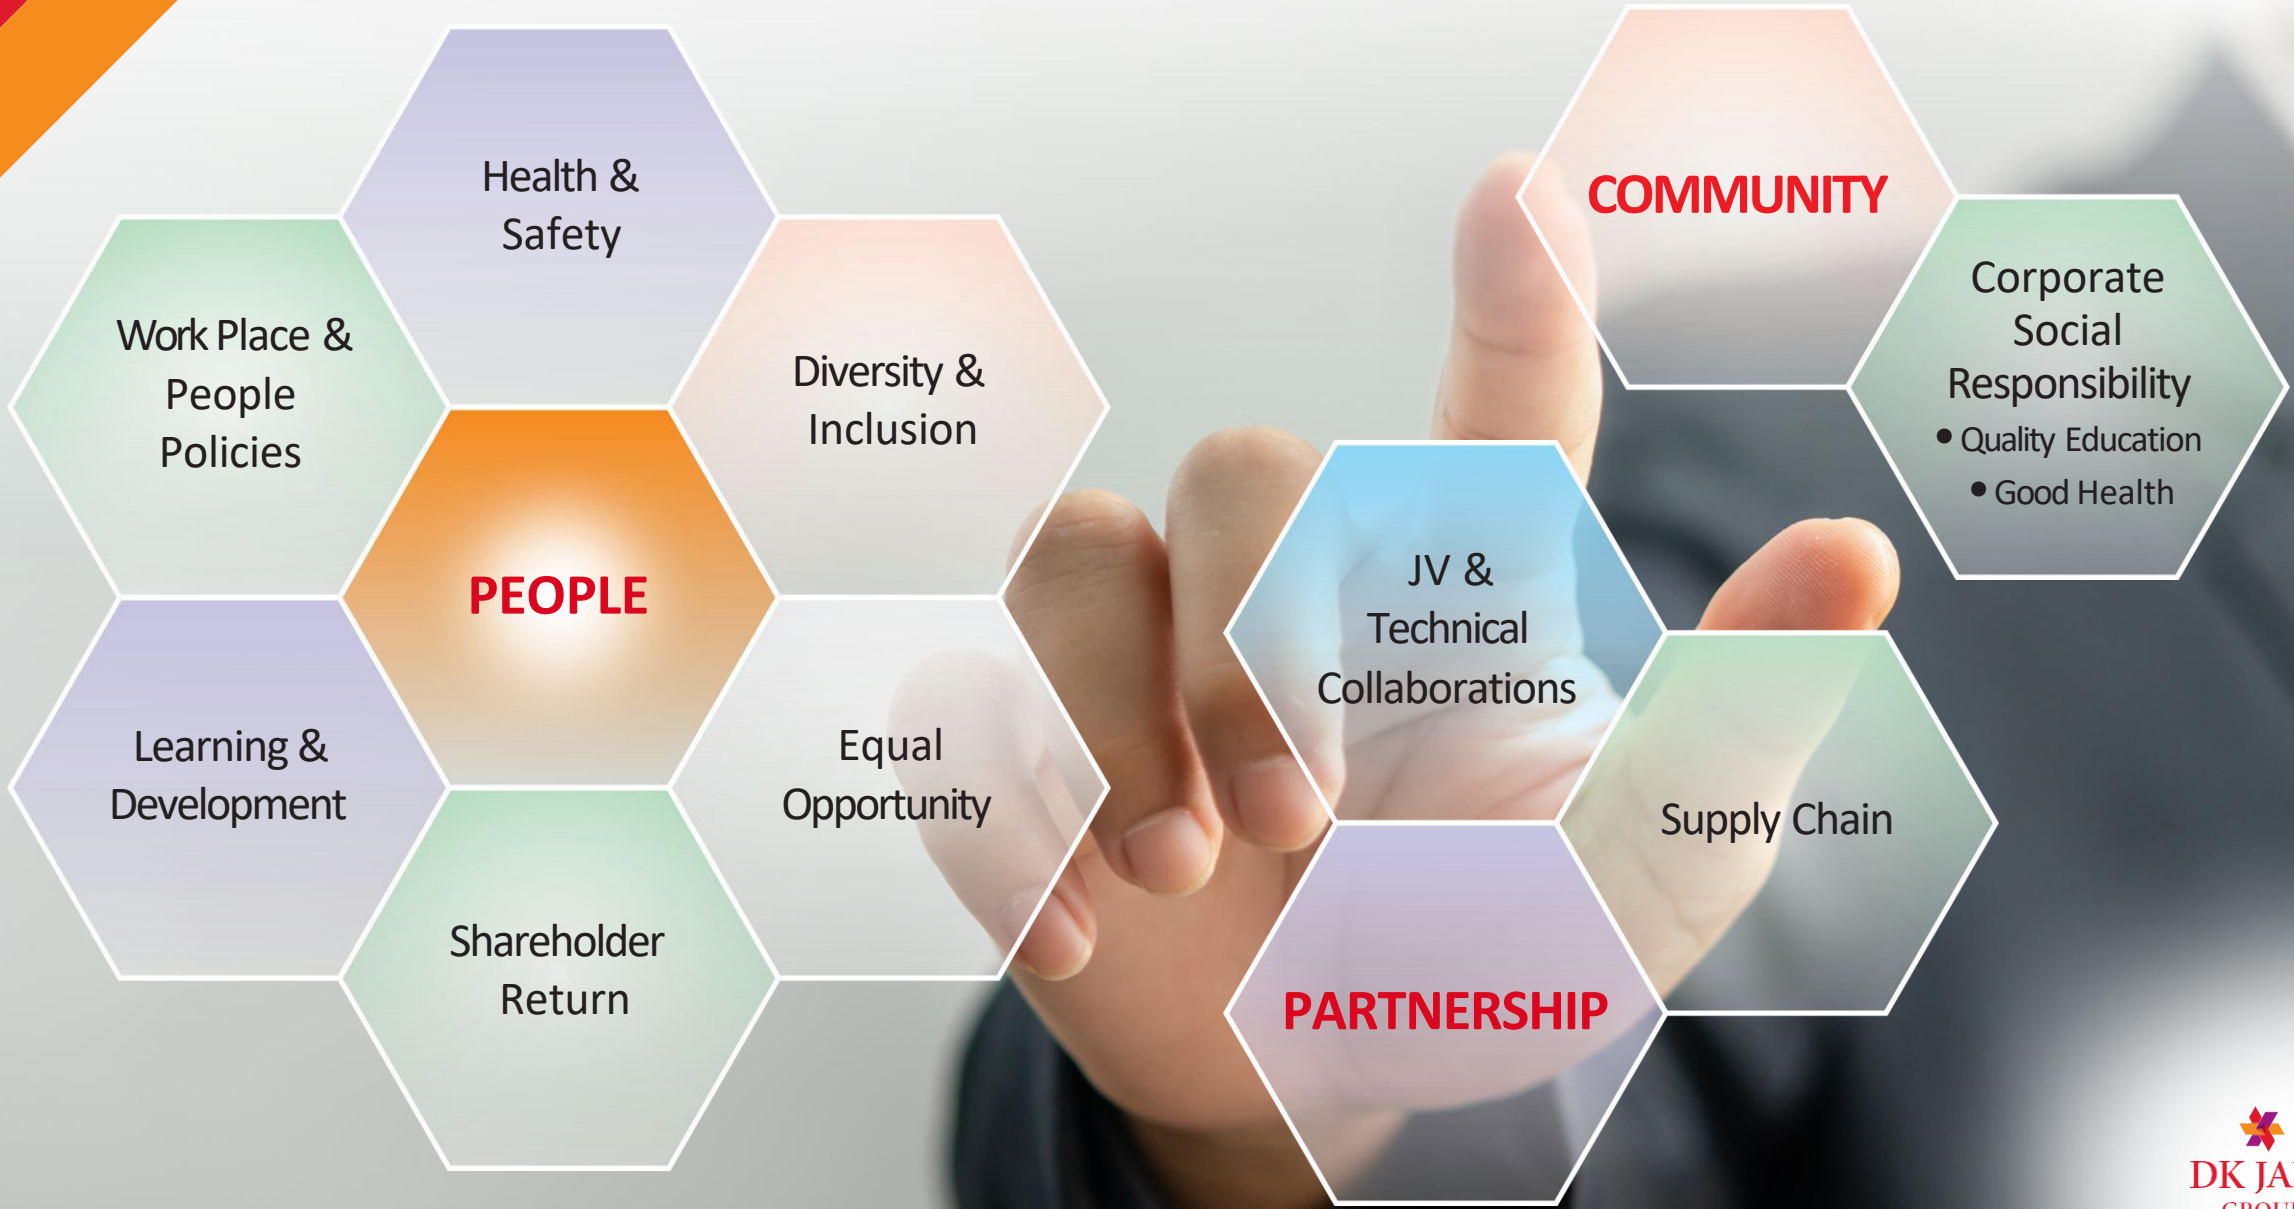 Health &
Safety
Work Place &
People
Policies
Diversity &
Inclusion
PEOPLE
Learning &
Development
Equal
Opportunity
Shareholder
Return
COMMUNITY
Corporate
Social
Responsibility
• Quality Education
• Good Health
JV &
Technical
Collaborations
Supply Chain
PARTNERSHIP
DK